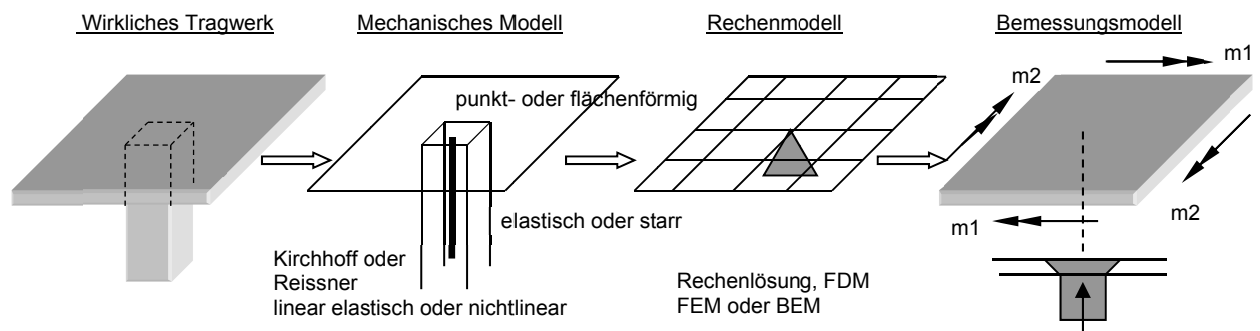 Wirkliches Tragwerk
Mechanisches Modell
Rechenmodell
Bemessungsmodell
punkt- oder flächenförmig
elastisch oder starr
Kirchhoff oder
Reissner
linear elastisch oder nichtlinear
Rechenlösung, FDM
FEM oder BEM
m1
m2
m2
m1